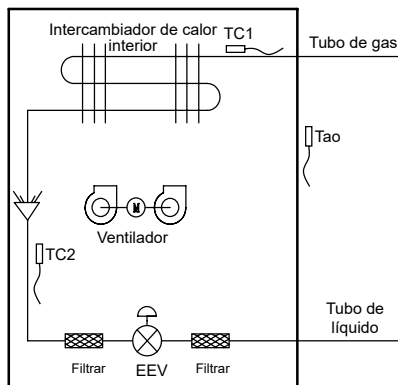 Intercambiador de calor
interior
TC1
Tubo de gas
Tao
M
Ventilador
TC2
Tubo de
líquido
Filtrar
EEV
Filtrar